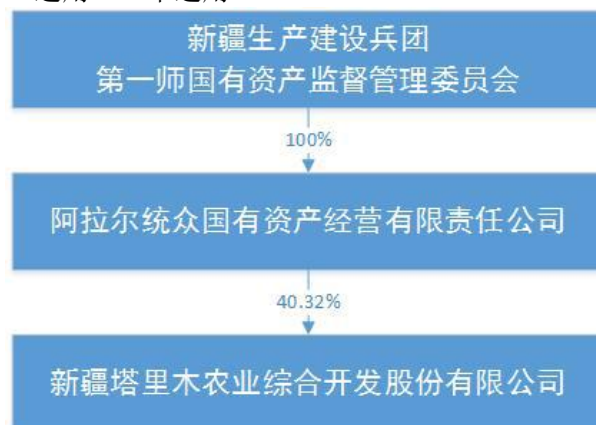 新疆生产建设兵团
第一师国有资产监督管理委员会
100%
阿拉尔统众国有资产经营有限责任公司
40.32%
新疆塔里木农业综合开发股份有限公司